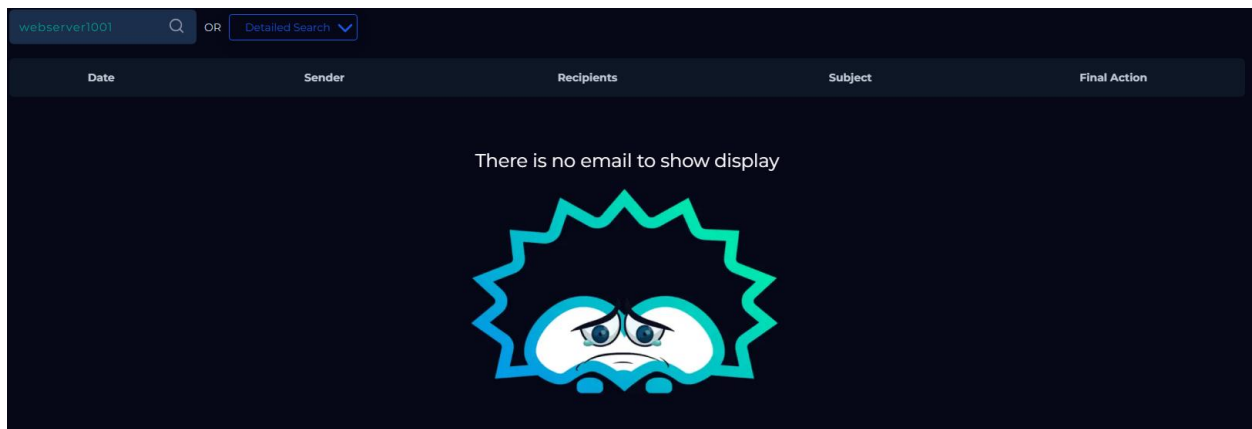 webserver1001 OR Detailed Search
Date Sender Recipients Subject Final Action
There is no email to show display